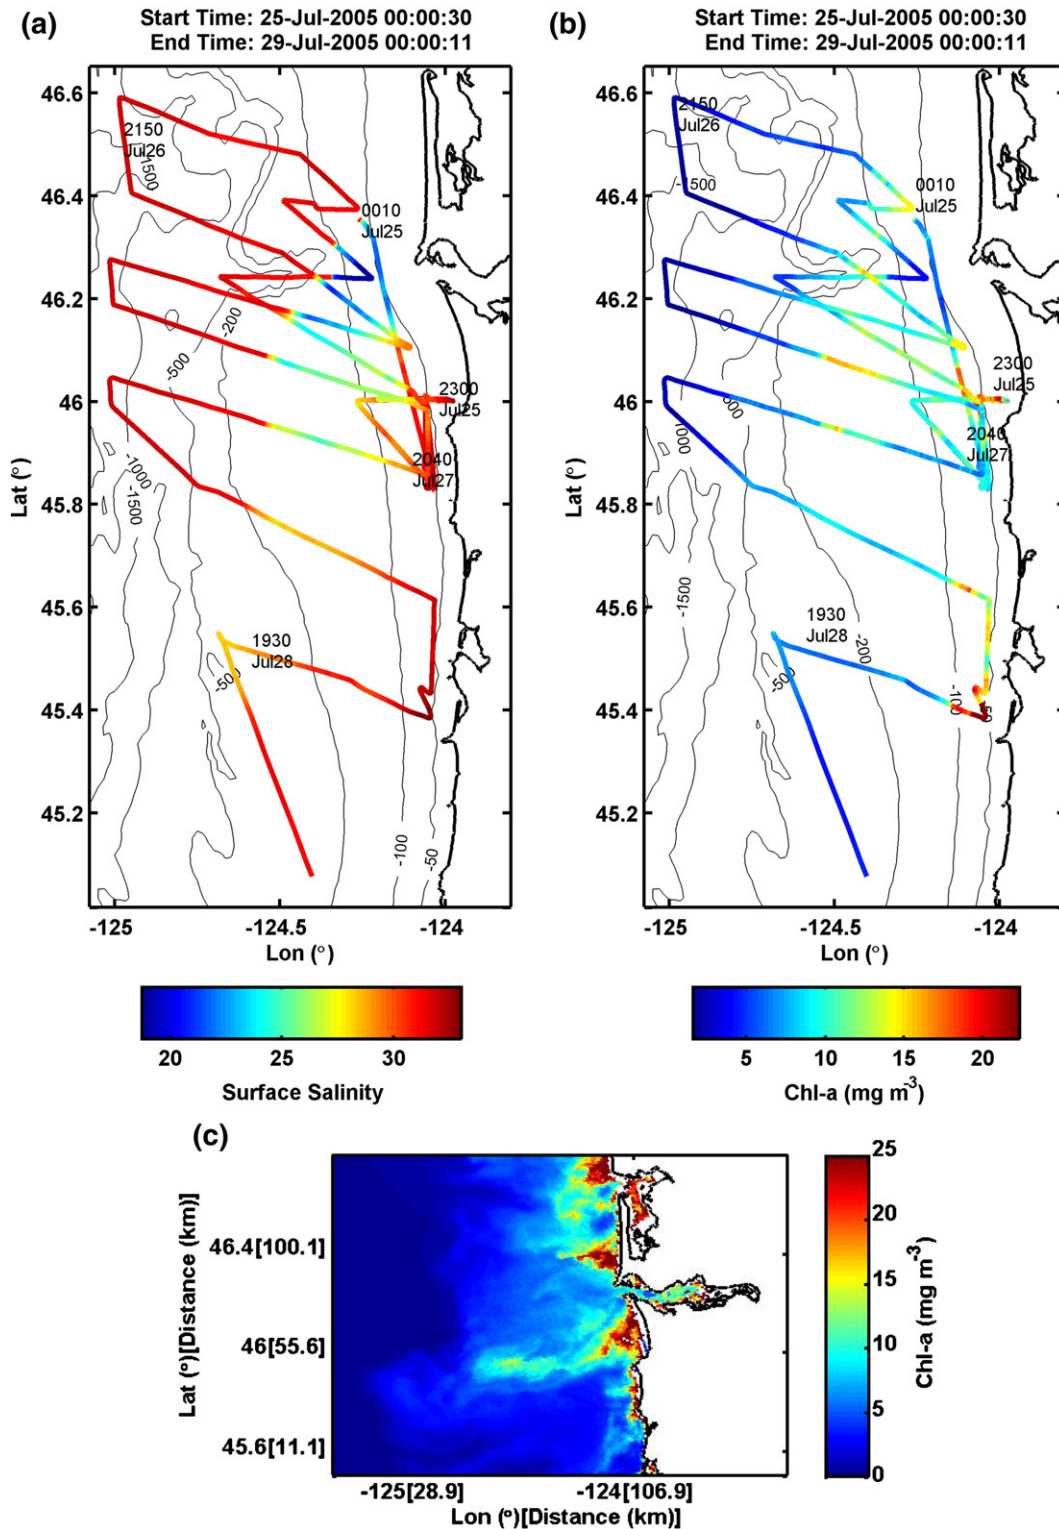 (a)
Start Time: 25-Jul-2005 00:00:30
End Time: 29-Jul-2005 00:00:11
46.6
46.4
46.2
46
45.8
45.6
45.4
45.2
Lat (°)
2150
Jul26
-1500
0010
Jul25
-200
-500
2300
Jul25
2040
Jul27
-1000
-1500
1930
Jul28
-500
-100
-50
-125
-124.5
-124
Lon (°)
20
25
30
Surface Salinity
(b)
Start Time: 25-Jul-2005 00:00:30
End Time: 29-Jul-2005 00:00:11
46.6
46.4
46.2
46
45.8
45.6
45.4
45.2
Lat (°)
2150
Jul26
-1500
0010
Jul25
2300
Jul25
2040
Jul27
-1500
1930
Jul28
-200
-500
-100
-125
-124.5
-124
Lon (°)
5
10
15
20
Chl-a (mg m-3)
(c)
46.4[100.1]
46[55.6]
45.6[11.1]
Lat (°)[Distance (km)]
-125[28.9]
-124[106.9]
Lon (°)[Distance (km)]
25
20
15
10
5
0
Chl-a (mg m-3)